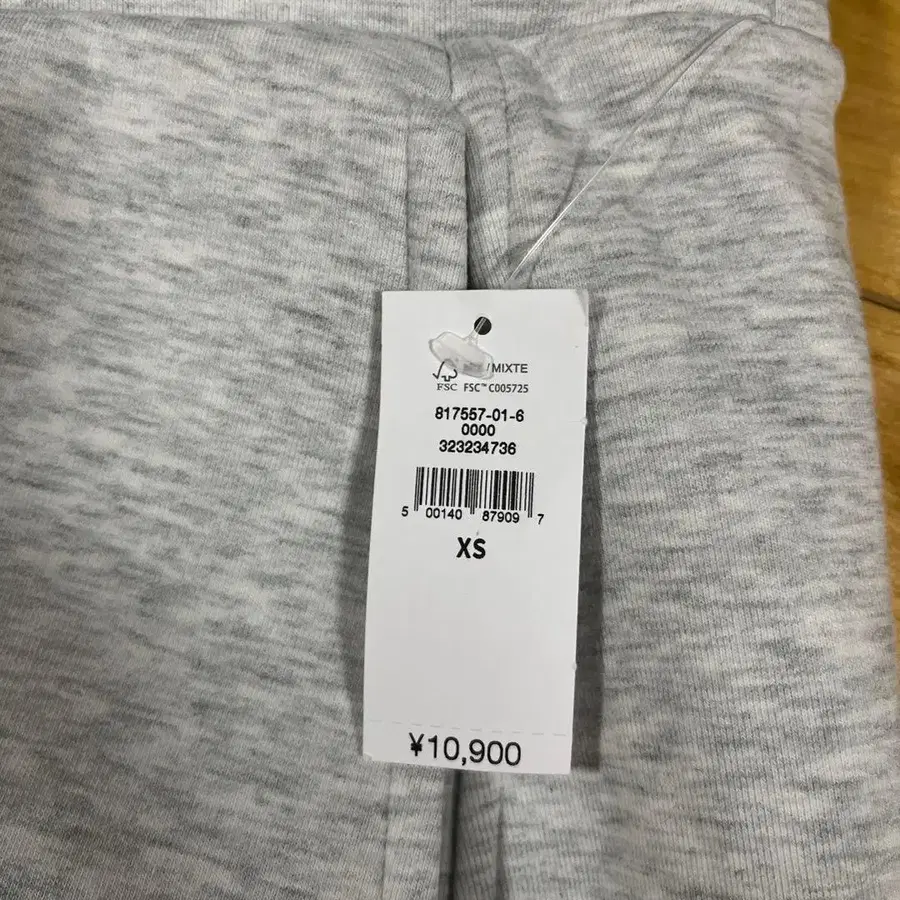 /MIXTE
FSC FSC™ C005725
817557-01-6
0000
323234736
5 00140 87909 7
XS
¥10,900